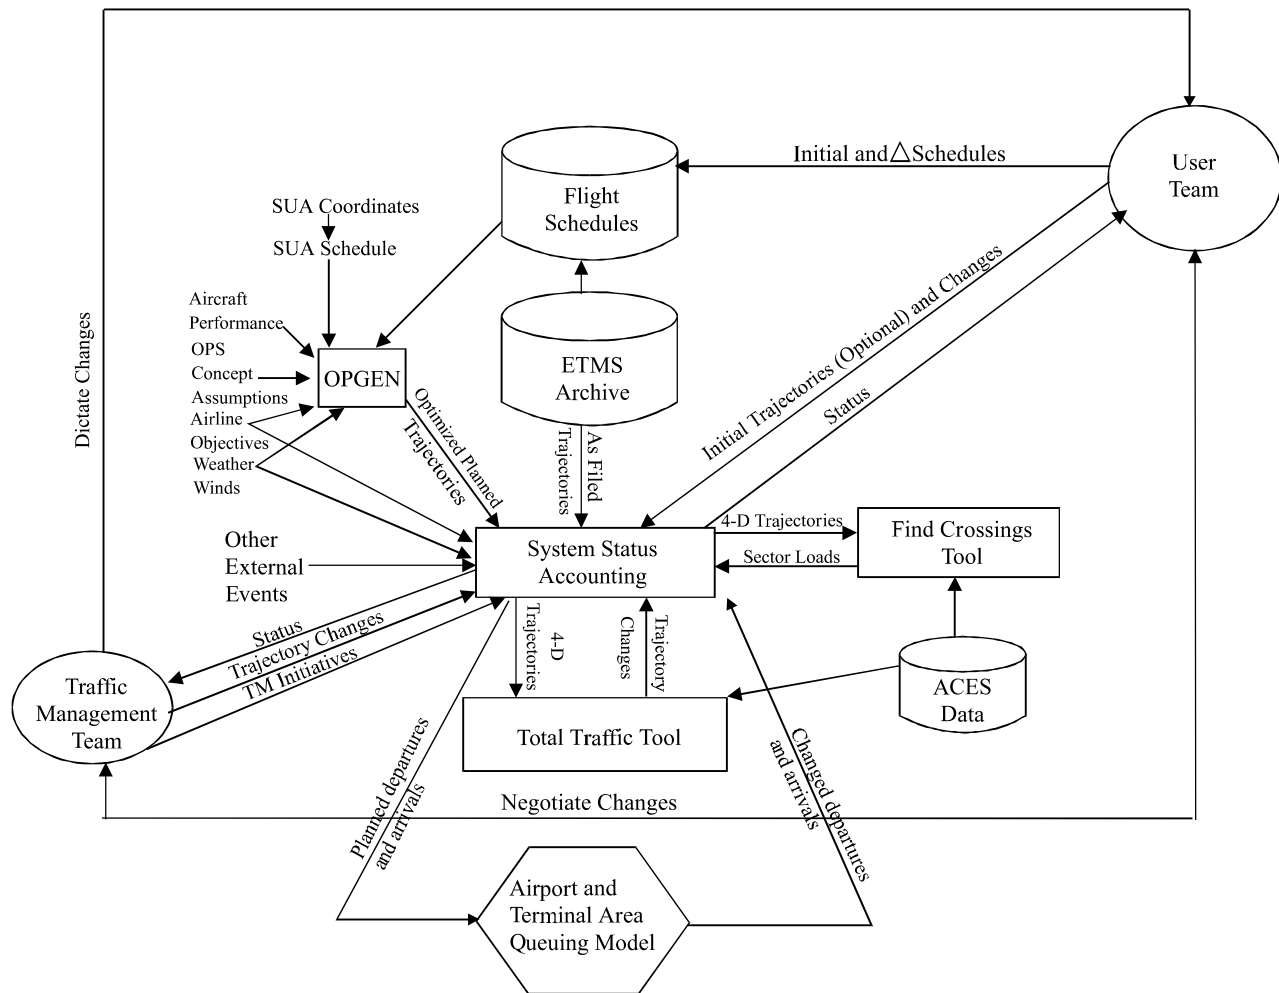 Initial and△Schedules
User
Team
Flight
Schedules
SUA Coordinates
SUA Schedule
Aircraft
Performance
OPS
Concept
Assumptions
Airline
Objectives
Weather
Winds
OPGEN
ETMS
Archive
Dictate Changes
Optimized Planned
Trajectories
As Filed
Trajectories
Initial Trajectories (Optional) and Changes
Status
4-D Trajectories
Sector Loads
Find Crossings
Tool
System Status
Accounting
Other
External
Events
Status
Trajectory Changes
TM Initiatives
Traffic
Management
Team
4-D
Trajectories
Trajectory
Changes
ACES
Data
Total Traffic Tool
Planned departures
and arrivals
Changed departures
and arrivals
Negotiate Changes
Airport and
Terminal Area
Queuing Model